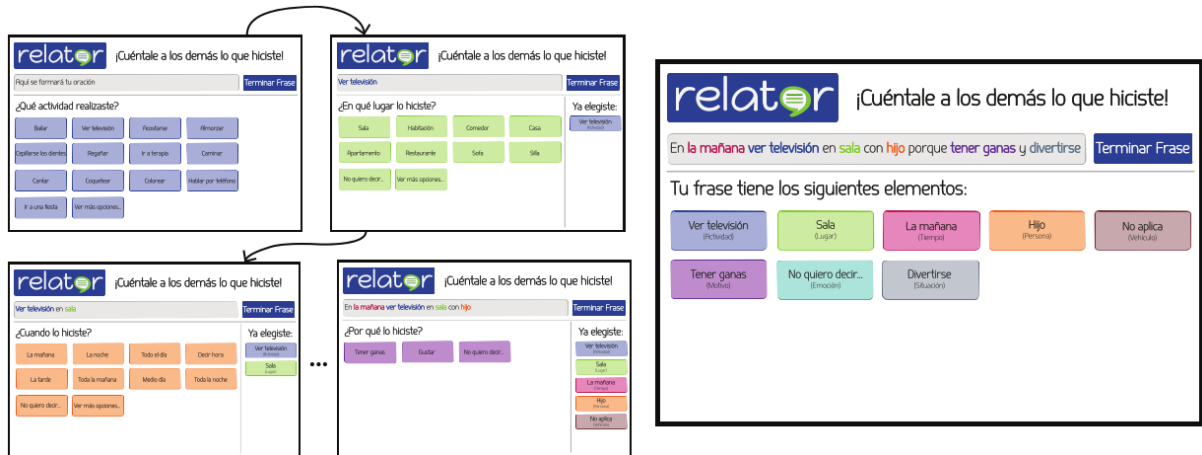 relator ¡Cuéntale a los demás lo que hiciste!
Aquí se formará tu oración Terminar Frase
¿Qué actividad realizaste?
Bailar Ver televisión Acostarse Almorzar
Cepillarse los dientes Regañar Ir a terapia Caminar
Cantar Coquetear Colorear Hablar por teléfono
Ir a una fiesta Ver más opciones...
relator ¡Cuéntale a los demás lo que hiciste!
Ver televisión Terminar Frase
¿En qué lugar lo hiciste? Ya elegiste:
Sala Habitación Comedor Casa Ver televisión
(Actividad)
Apartamento Restaurante Sofá Silla
No quiero decir... Ver más opciones...
relator ¡Cuéntale a los demás lo que hiciste!
Ver televisión en sala Terminar Frase
¿Cuando lo hiciste? Ya elegiste:
La mañana La noche Todo el día Decir hora Ver televisión
(Actividad)
La tarde Toda la mañana Medio día Toda la noche Sala
(Lugar)
No quiero decir... Ver más opciones...
...
relator ¡Cuéntale a los demás lo que hiciste!
En la mañana ver televisión en sala con hijo Terminar Frase
¿Por qué lo hiciste? Ya elegiste:
Tener ganas Gustar No quiero decir... Ver televisión
(Actividad)
Sala
(Lugar)
La mañana
(Tiempo)
Hijo
(Persona)
No aplica
(Vehículo)
relator ¡Cuéntale a los demás lo que hiciste!
En la mañana ver televisión en sala con hijo porque tener ganas y divertirse Terminar Frase
Tu frase tiene los siguientes elementos:
Ver televisión Sala La mañana Hijo No aplica
(Actividad) (Lugar) (Tiempo) (Persona) (Vehículo)
Tener ganas No quiero decir... Divertirse
(Motivo) (Emoción) (Situación)